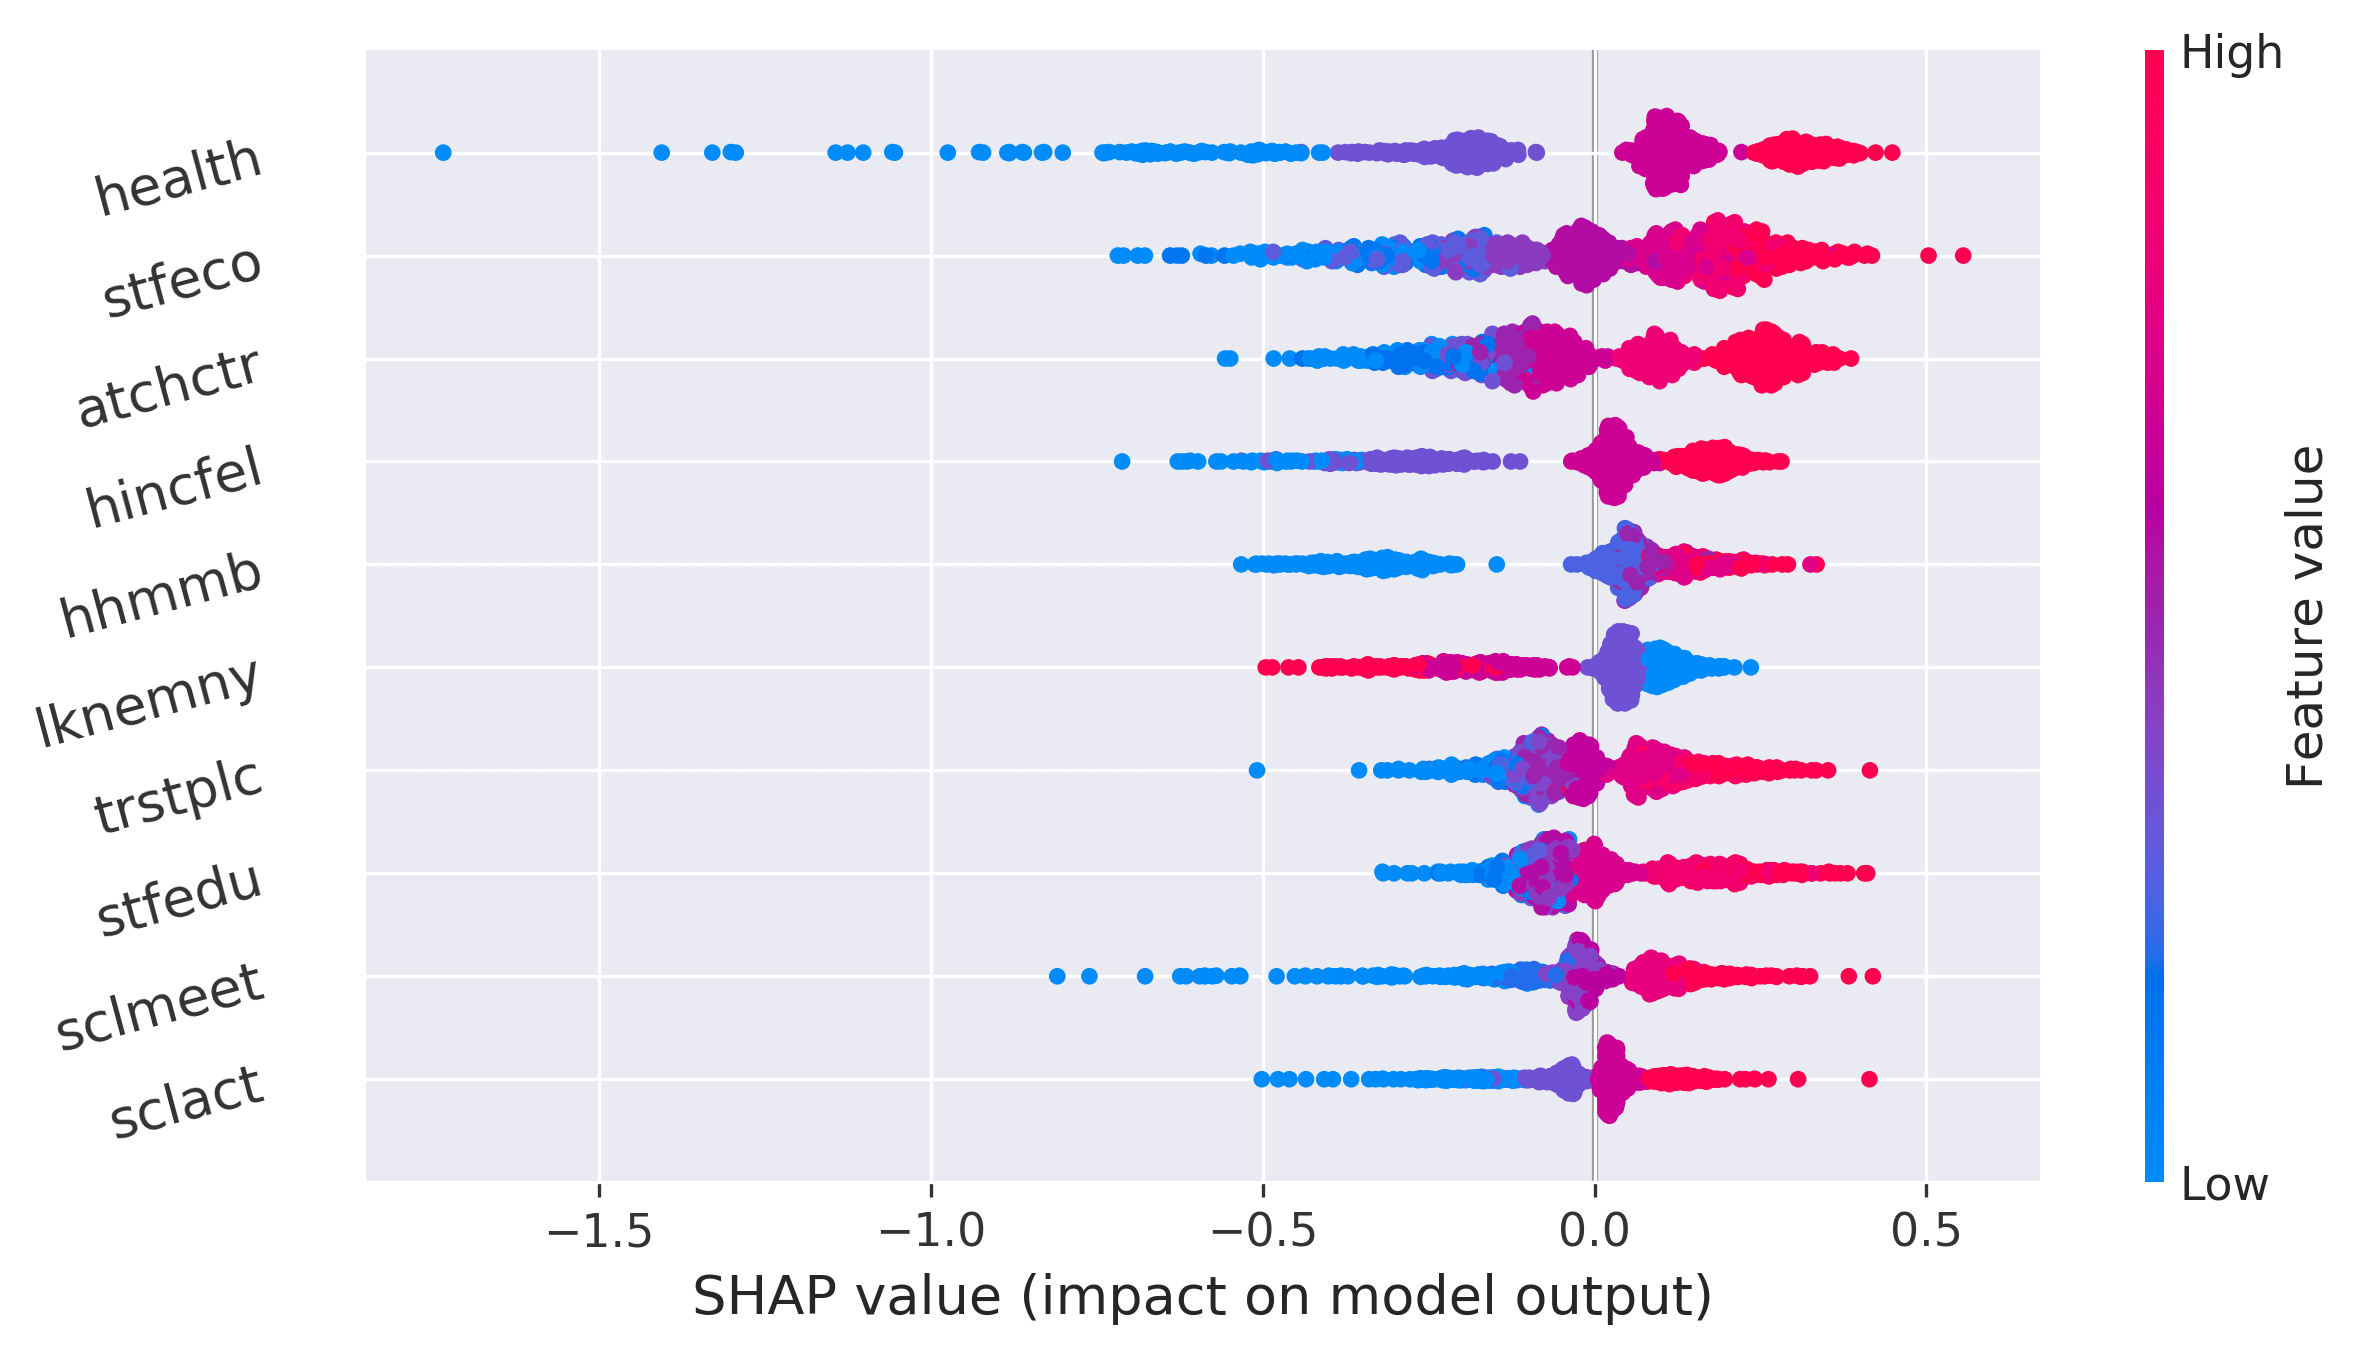 High
health
stfeco
atchctr
hincfel
hhmmb
lknemny
trstplc
stfedu
sclmeet
sclact
Feature value
Low
−1.5 −1.0 −0.5 0.0 0.5
SHAP value (impact on model output)